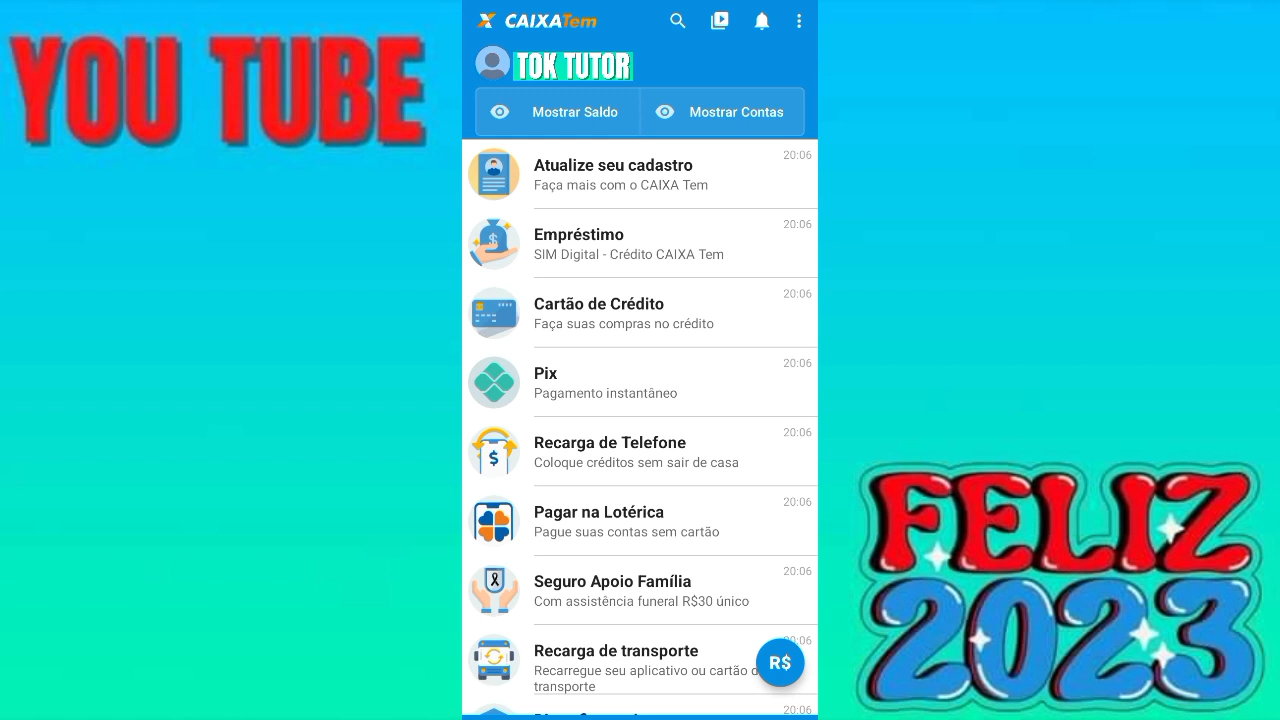 YOU TUBE
CAIXATem
TOK TUTOR
Mostrar Saldo
Mostrar Contas
Atualize seu cadastro
20:06
Faça mais com o CAIXA Tem
Empréstimo
20:06
SIM Digital - Crédito CAIXA Tem
Cartão de Crédito
20:06
Faça suas compras no crédito
Pix
20:06
Pagamento instantâneo
Recarga de Telefone
20:06
Coloque créditos sem sair de casa
Pagar na Lotérica
20:06
Pague suas contas sem cartão
Seguro Apoio Família
20:06
Com assistência funeral R$30 único
Recarga de transporte
20:06
Recarregue seu aplicativo ou cartão
transporte
R$
20:06
FELIZ
2023